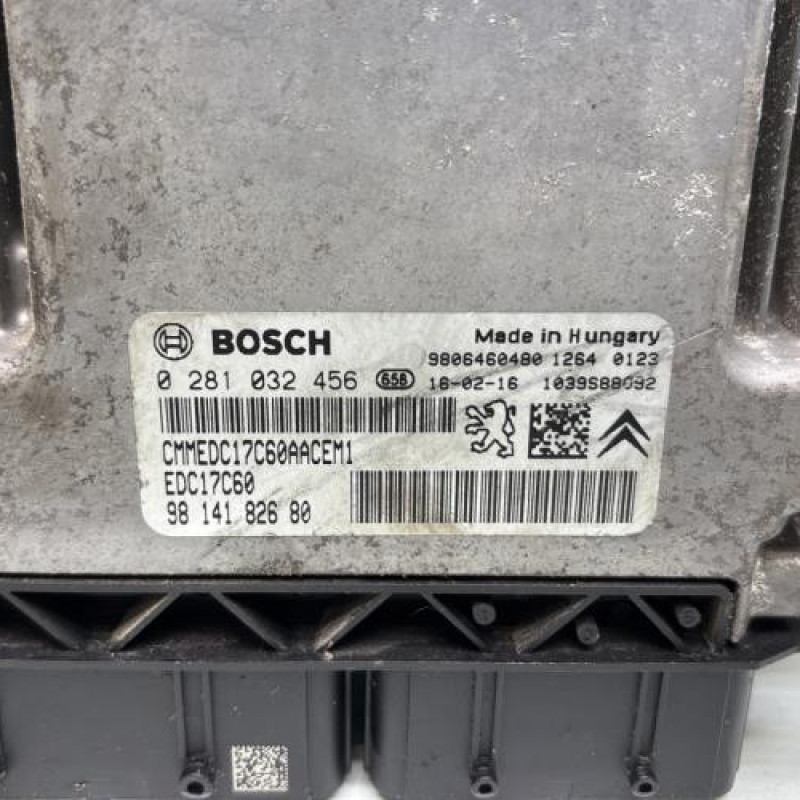 BOSCH
Made in Hungary
9806460480 1264 0123
0 281 032 456 658 16-02-16 1039S88092
CMMEDC17C60AACEM1
EDC17C60
98 141 826 80